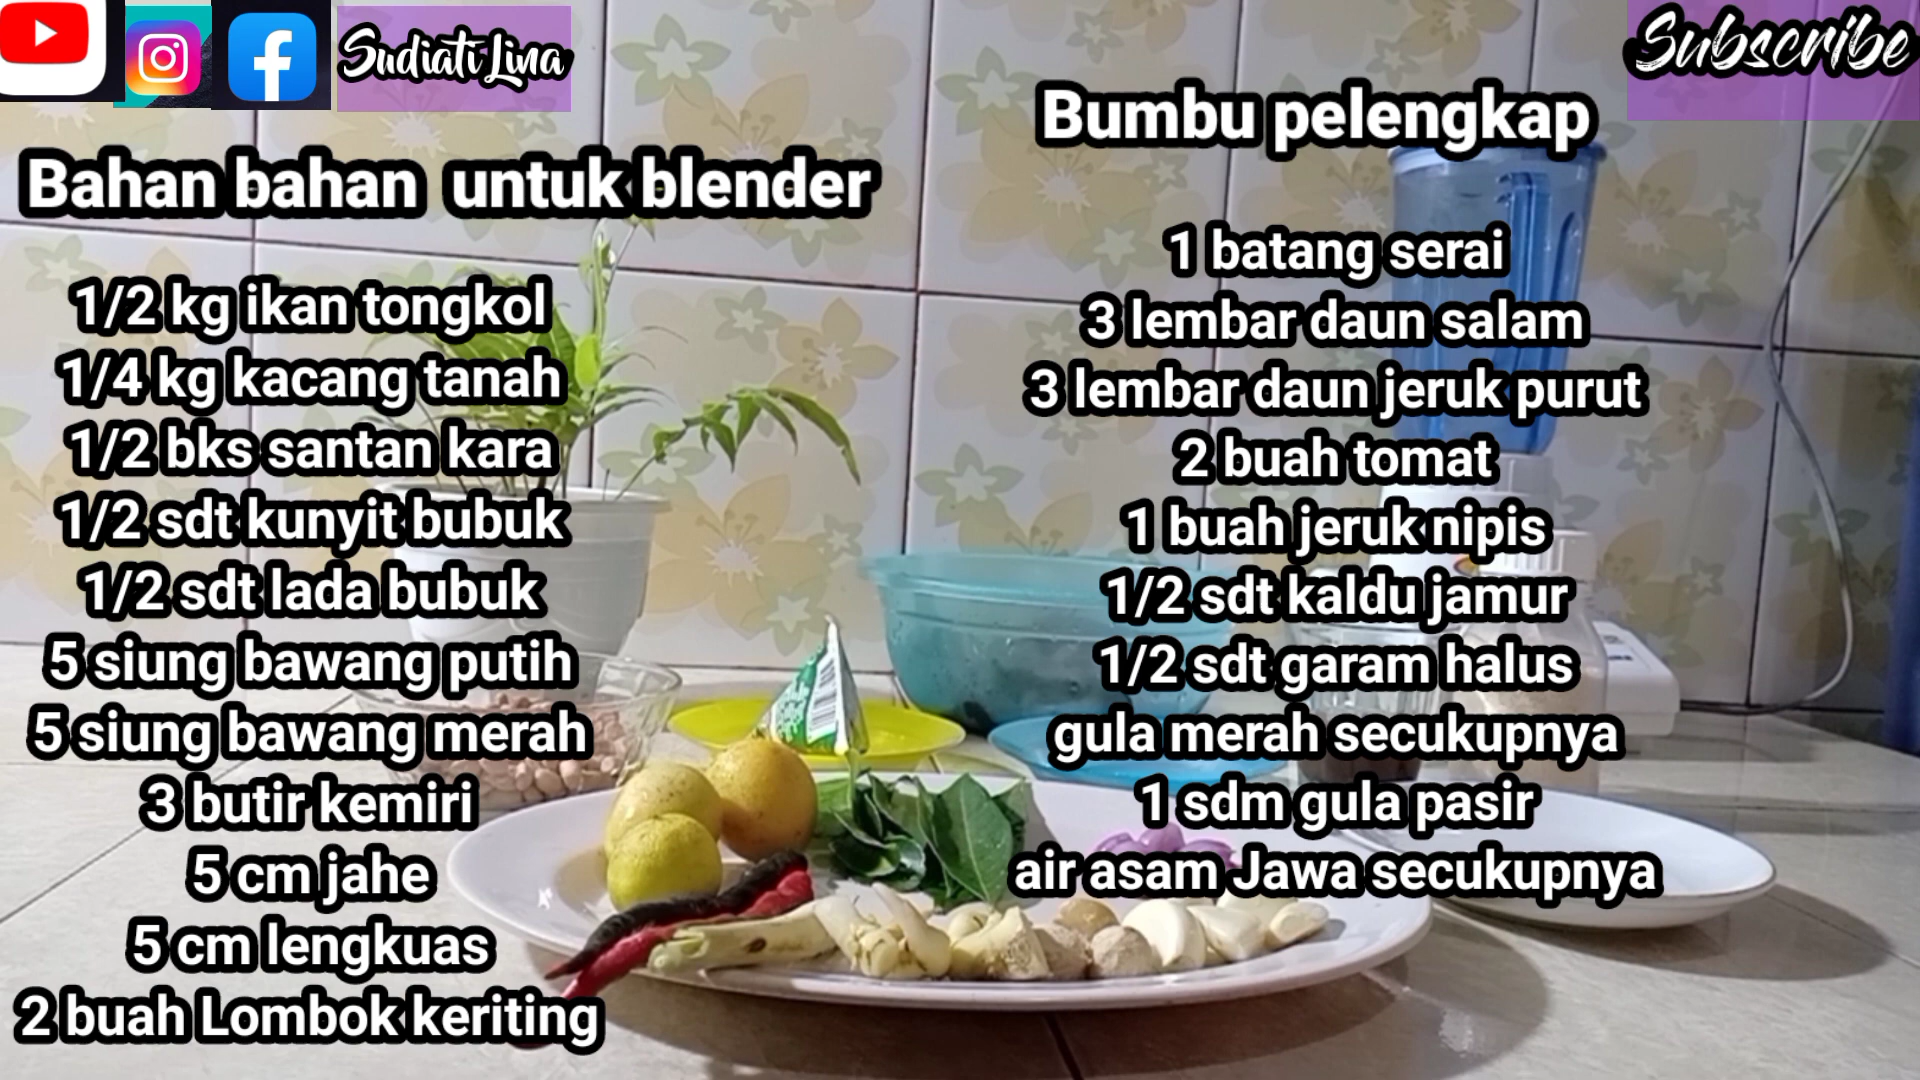 Sudiati Lina
Subscribe
Bahan bahan untuk blender
1/2 kg ikan tongkol
1/4 kg kacang tanah
1/2 bks santan kara
1/2 sdt kunyit bubuk
1/2 sdt lada bubuk
5 siung bawang putih
5 siung bawang merah
3 butir kemiri
5 cm jahe
5 cm lengkuas
2 buah Lombok keriting
Bumbu pelengkap
1 batang serai
3 lembar daun salam
3 lembar daun jeruk purut
2 buah tomat
1 buah jeruk nipis
1/2 sdt kaldu jamur
1/2 sdt garam halus
gula merah secukupnya
1 sdm gula pasir
air asam Jawa secukupnya